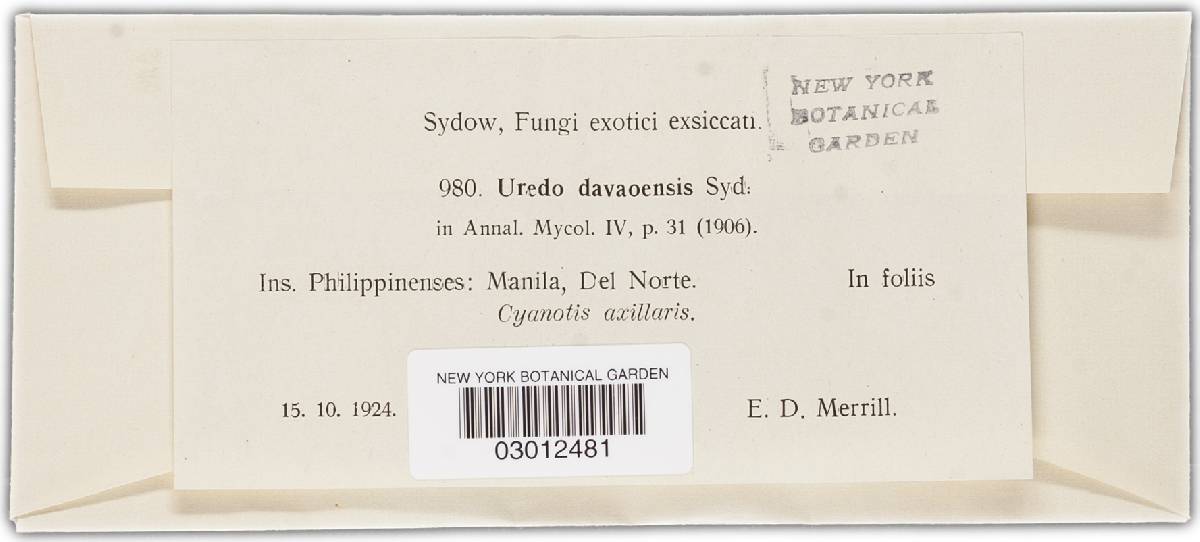 Sydow, Fungi exotici exsiccati.
NEW YORK
BOTANICAL
GARDEN
980. Uredo davaoensis Syd.
in Annal. Mycol. IV, p. 31 (1906).
Ins. Philippinenses: Manila, Del Norte. In foliis
Cyanotis axillaris.
NEW YORK BOTANICAL GARDEN
03012481
15. 10. 1924.
E. D. Merrill.